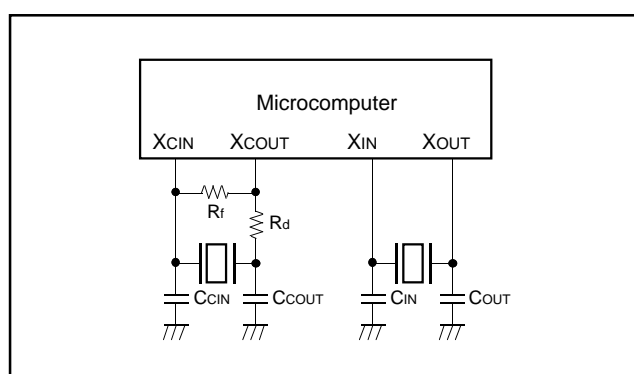 Microcomputer
XCIN XCOUT XIN XOUT
Rf
Rd
CCIN CCOUT CIN COUT